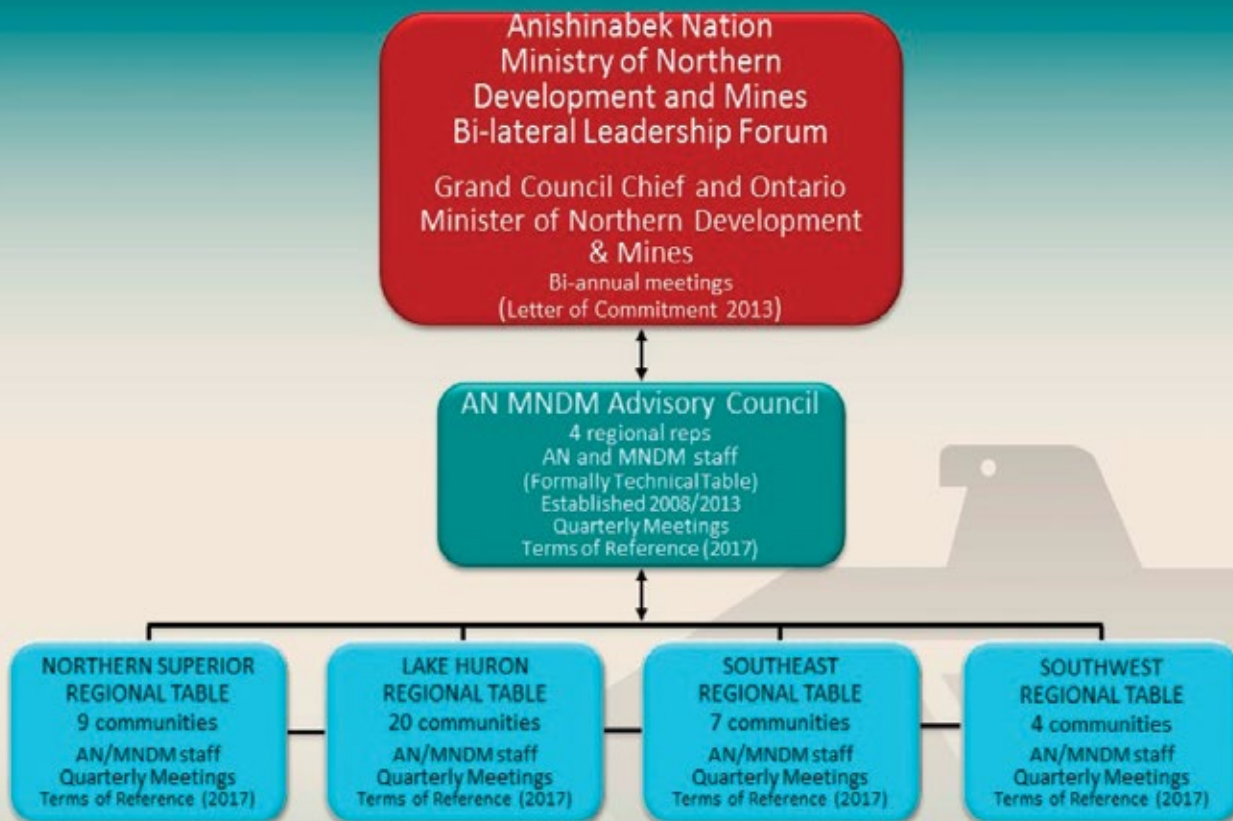 Anishinabek Nation
Ministry of Northern
Development and Mines
Bi-lateral Leadership Forum
Grand Council Chief and Ontario
Minister of Northern Development
& Mines
Bi-annual meetings
(Letter of Commitment 2013)
AN MNDM Advisory Council
4 regional reps
AN and MNDM staff
(Formally Technical Table)
Established 2008/2013
Quarterly Meetings
Terms of Reference (2017)
NORTHERN SUPERIOR
REGIONAL TABLE
9 communities
AN/MNDM staff
Quarterly Meetings
Terms of Reference (2017)
LAKE HURON
REGIONAL TABLE
20 communities
AN/MNDM staff
Quarterly Meetings
Terms of Reference (2017)
SOUTHEAST
REGIONAL TABLE
7 communities
AN/MNDM staff
Quarterly Meetings
Terms of Reference (2017)
SOUTHWEST
REGIONAL TABLE
4 communities
AN/MNDM staff
Quarterly Meetings
Terms of Reference (2017)